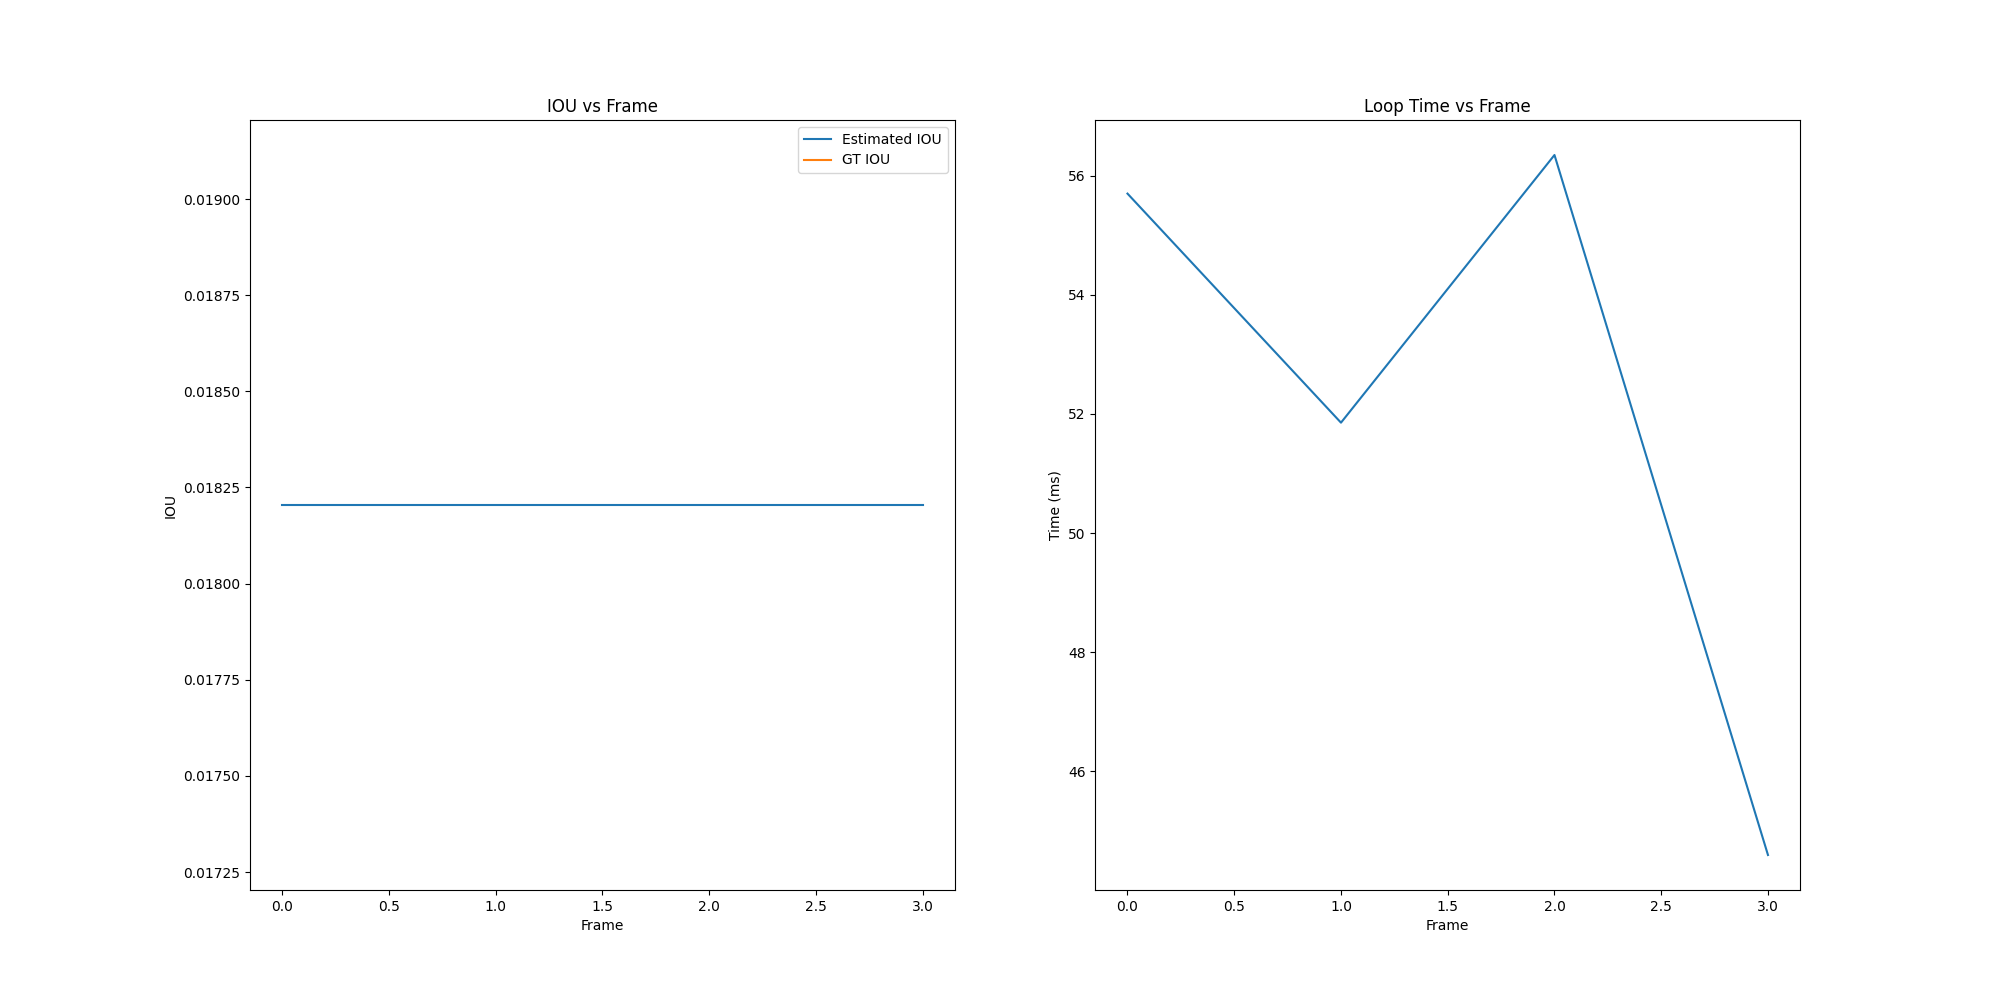 IOU vs Frame
Estimated IOU
GT IOU
0.01900
0.01875
0.01850
0.01825
0.01800
0.01775
0.01750
0.01725
IOU
0.0 0.5 1.0 1.5 2.0 2.5 3.0
Frame
Loop Time vs Frame
56
54
52
50
48
46
Time (ms)
0.0 0.5 1.0 1.5 2.0 2.5 3.0
Frame